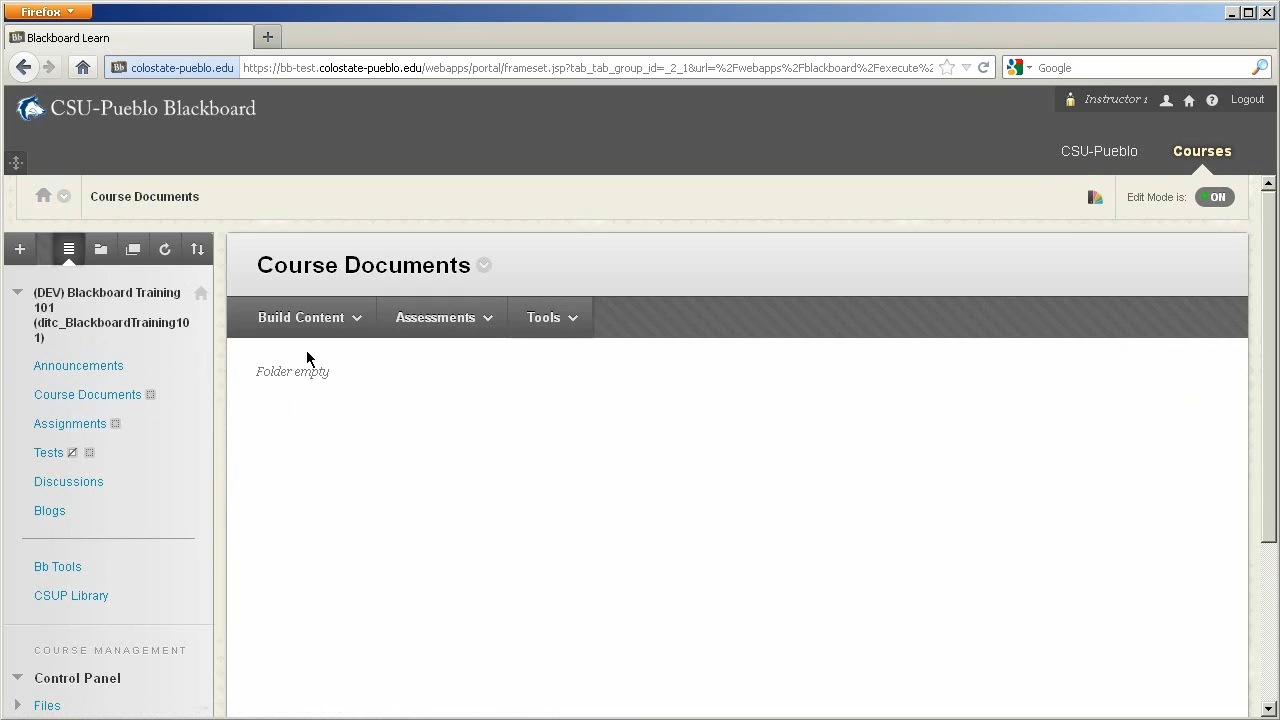 Firefox
Blackboard Learn
colostate-pueblo.edu
https://bb-test.colostate-pueblo.edu/webapps/portal/frameset.jsp?tab_tab_group_id=_2_1&url=%2Fwebapps%2Fblackboard%2Fexecute%2
Google
CSU-Pueblo Blackboard
Instructor 1
Logout
CSU-Pueblo
Courses
Course Documents
Edit Mode is:
ON
Course Documents
Build Content
Assessments
Tools
Folder empty
(DEV) Blackboard Training
101
(ditc_BlackboardTraining10
1)
Announcements
Course Documents
Assignments
Tests
Discussions
Blogs
Bb Tools
CSUP Library
COURSE MANAGEMENT
Control Panel
Files